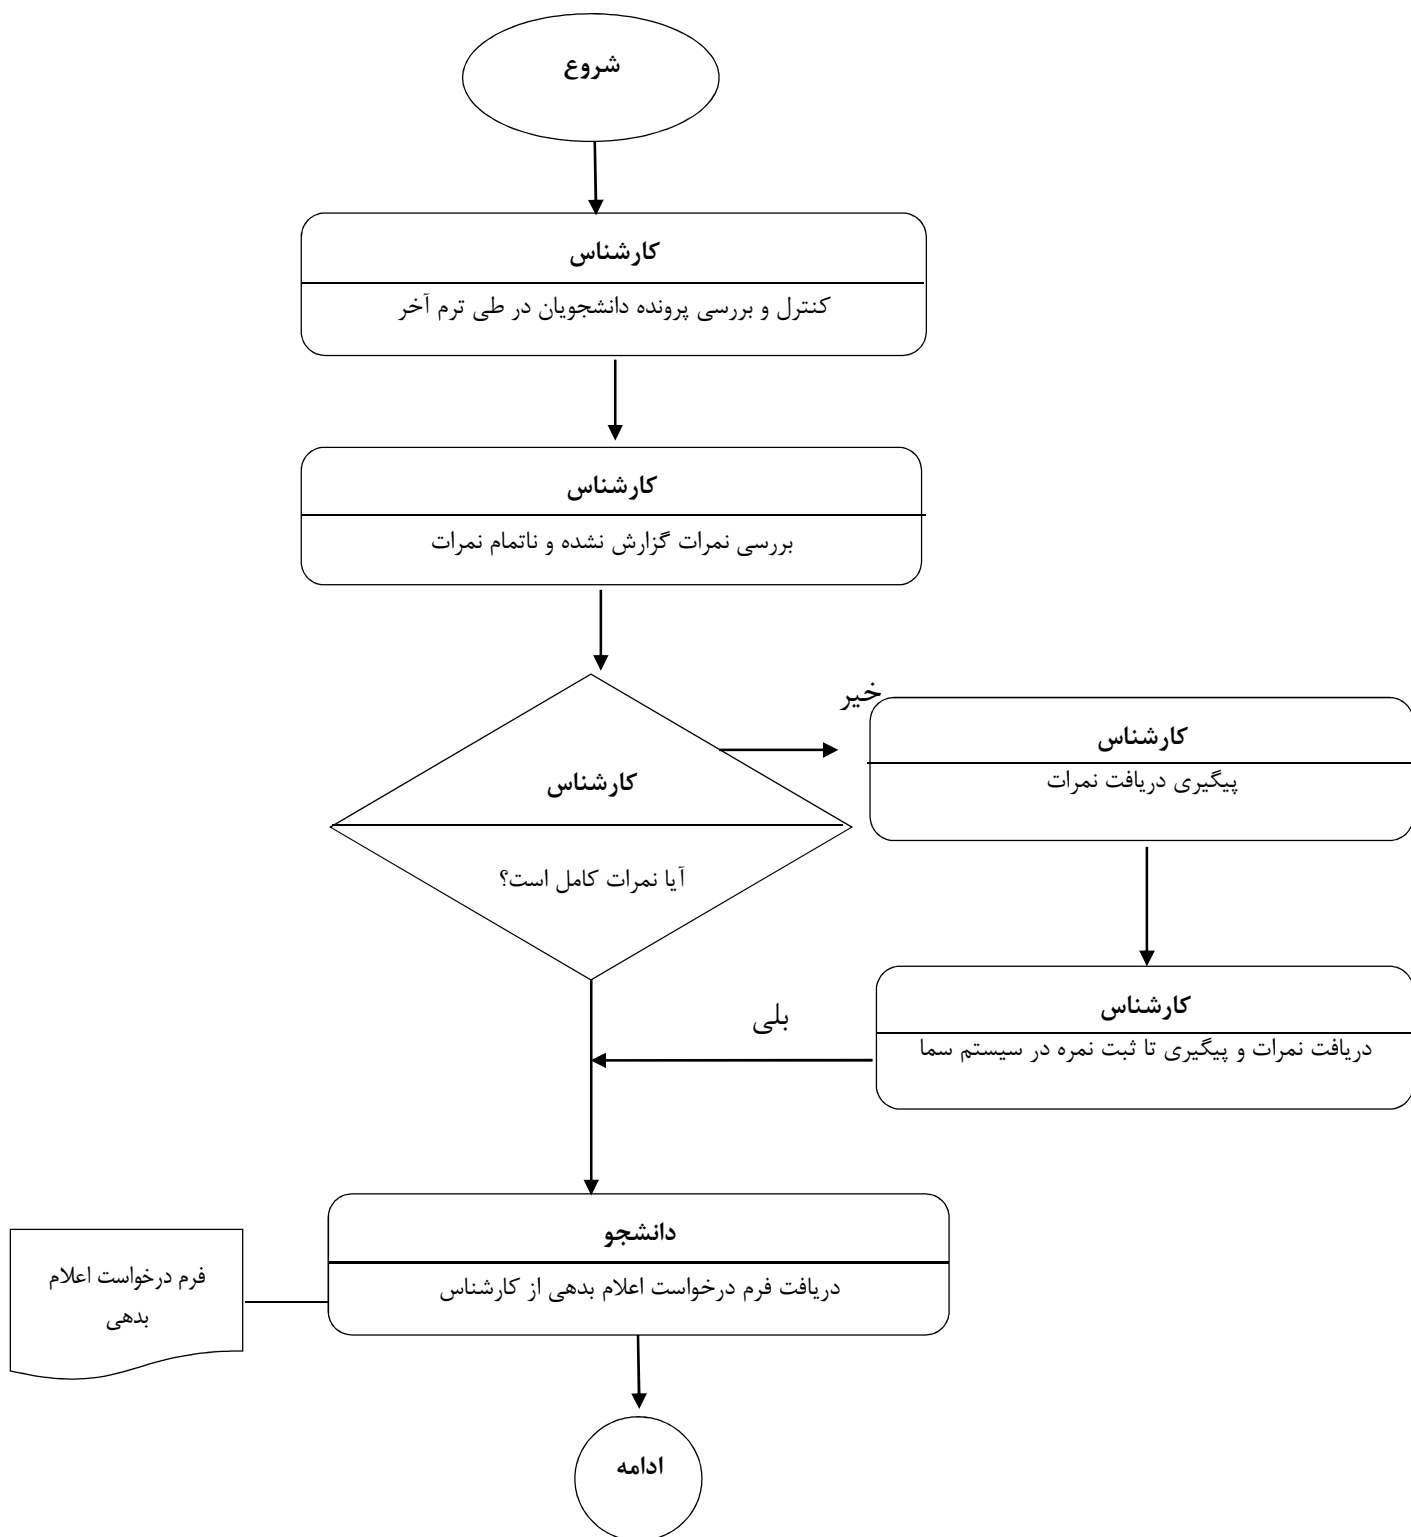 شروع
کارشناس
کنترل و بررسی پرونده دانشجویان در طی ترم آخر
کارشناس
بررسی نمرات گزارش نشده و ناتمام نمرات
کارشناس
آیا نمرات کامل است؟
خیر
کارشناس
پیگیری دریافت نمرات
کارشناس
دریافت نمرات و پیگیری تا ثبت نمره در سیستم سما
بلی
دانشجو
دریافت فرم درخواست اعلام بدهی از کارشناس
فرم درخواست اعلام
بدهی
ادامه